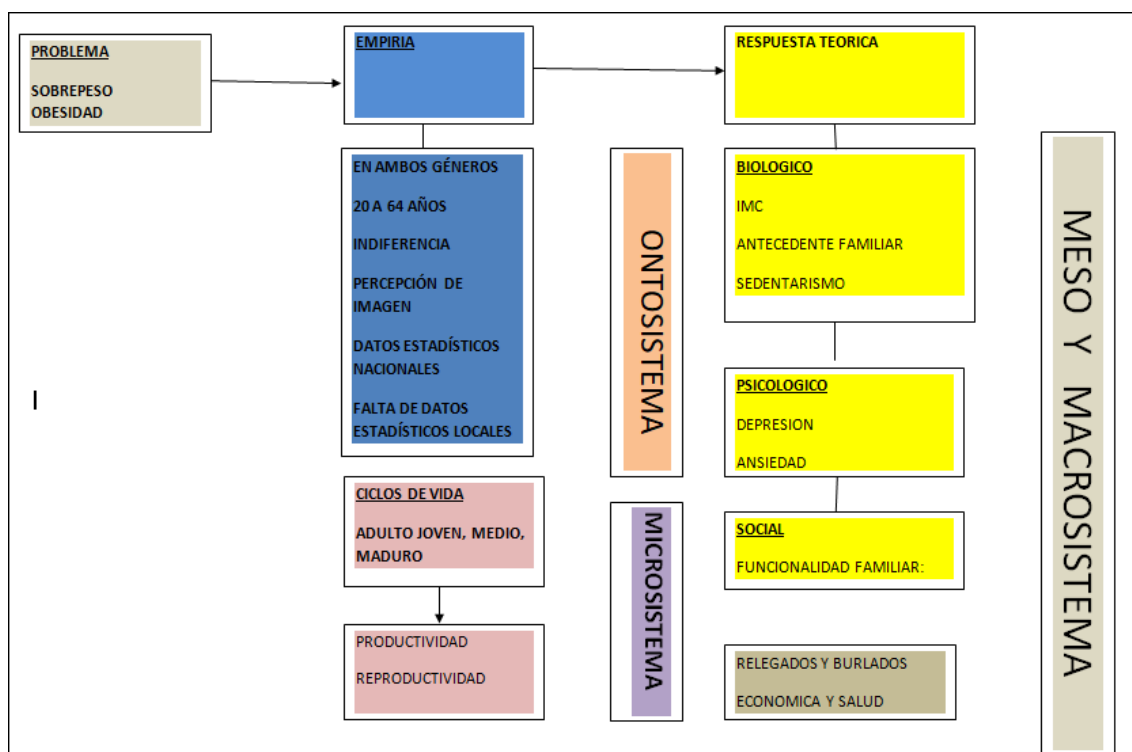 PROBLEMA
SOBREPESO
OBESIDAD
EMPIRIA
RESPUESTA TEORICA
EN AMBOS GÉNEROS
20 A 64 AÑOS
INDIFERENCIA
PERCEPCIÓN DE
IMAGEN
DATOS ESTADÍSTICOS
NACIONALES
FALTA DE DATOS
ESTADÍSTICOS LOCALES
CICLOS DE VIDA
ADULTO JOVEN, MEDIO,
MADURO
PRODUCTIVIDAD
REPRODUCTIVIDAD
ONTOSISTEMA
MICROSISTEMA
BIOLOGICO
IMC
ANTECEDENTE FAMILIAR
SEDENTARISMO
PSICOLOGICO
DEPRESION
ANSIEDAD
SOCIAL
FUNCIONALIDAD FAMILIAR:
RELEGADOS Y BURLADOS
ECONOMICA Y SALUD
MESO Y MACROSISTEMA